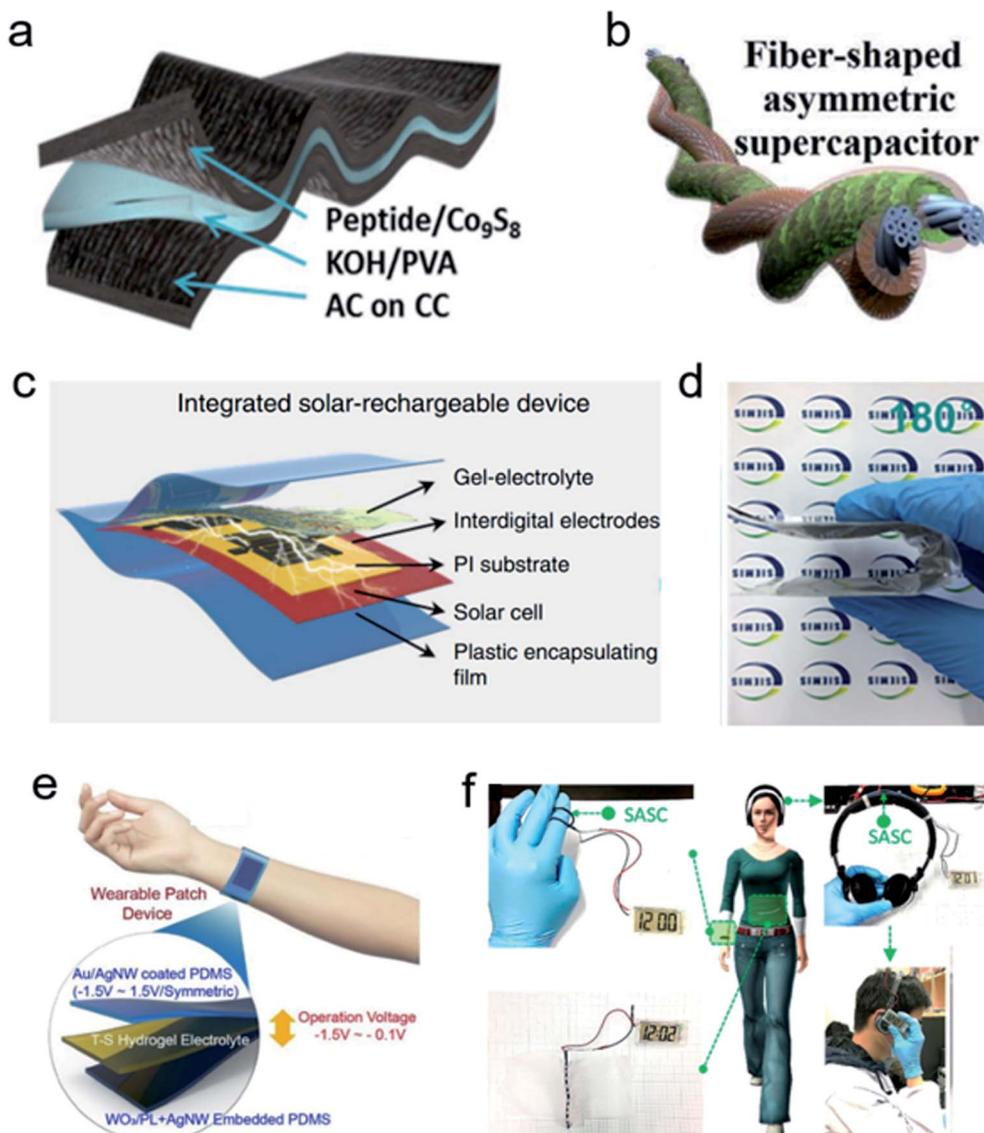 a
b
Fiber-shaped
asymmetric
supercapacitor
Peptide/Co₉S₈
KOH/PVA
AC on CC
c
Integrated solar-rechargeable device
Gel-electrolyte
Interdigital electrodes
PI substrate
Solar cell
Plastic encapsulating
film
d
180°
e
Wearable Patch
Device
Au/AgNW coated PDMS
(-1.5V ~ 1.5V/Symmetric)
T-S Hydrogel Electrolyte
Operation Voltage
-1.5V ~ - 0.1V
WO₃/PL+AgNW Embedded PDMS
f
SASC
12:00
SASC
12:01
12:02